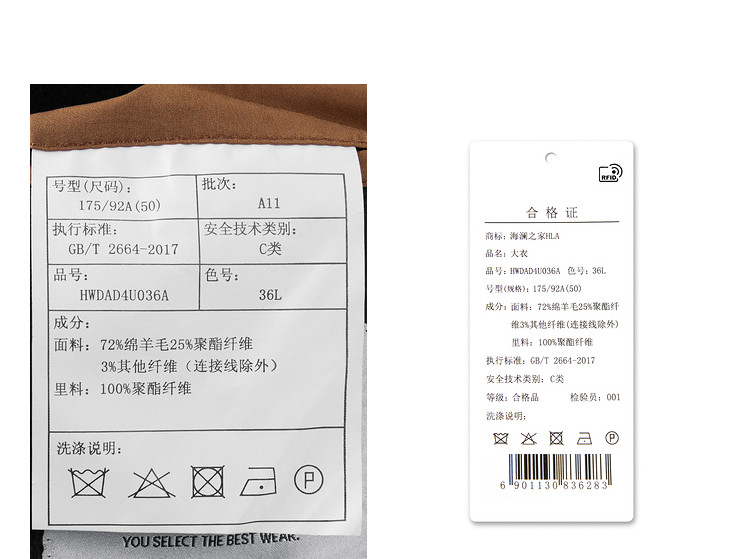 号型(尺码): 批次:
175/92A(50) A11
执行标准: 安全技术类别:
GB/T 2664-2017 C类
品号: 色号:
HWDAD4U036A 36L
成分:
面料: 72%绵羊毛25%聚酯纤维
3%其他纤维（连接线除外）
里料: 100%聚酯纤维
洗涤说明:
P
YOU SELECT THE BEST WEAR.
RFID
合格证
商标: 海澜之家HLA
品名: 大衣
品号: HWDAD4U036A 色号: 36L
号型(规格): 175/92A(50)
成分: 面料: 72%绵羊毛25%聚酯纤
维3%其他纤维(连接线除外)
里料: 100%聚酯纤维
执行标准: GB/T 2664-2017
安全技术类别: C类
等级: 合格品 检验员: 001
洗涤说明;
P
6 901130 836283